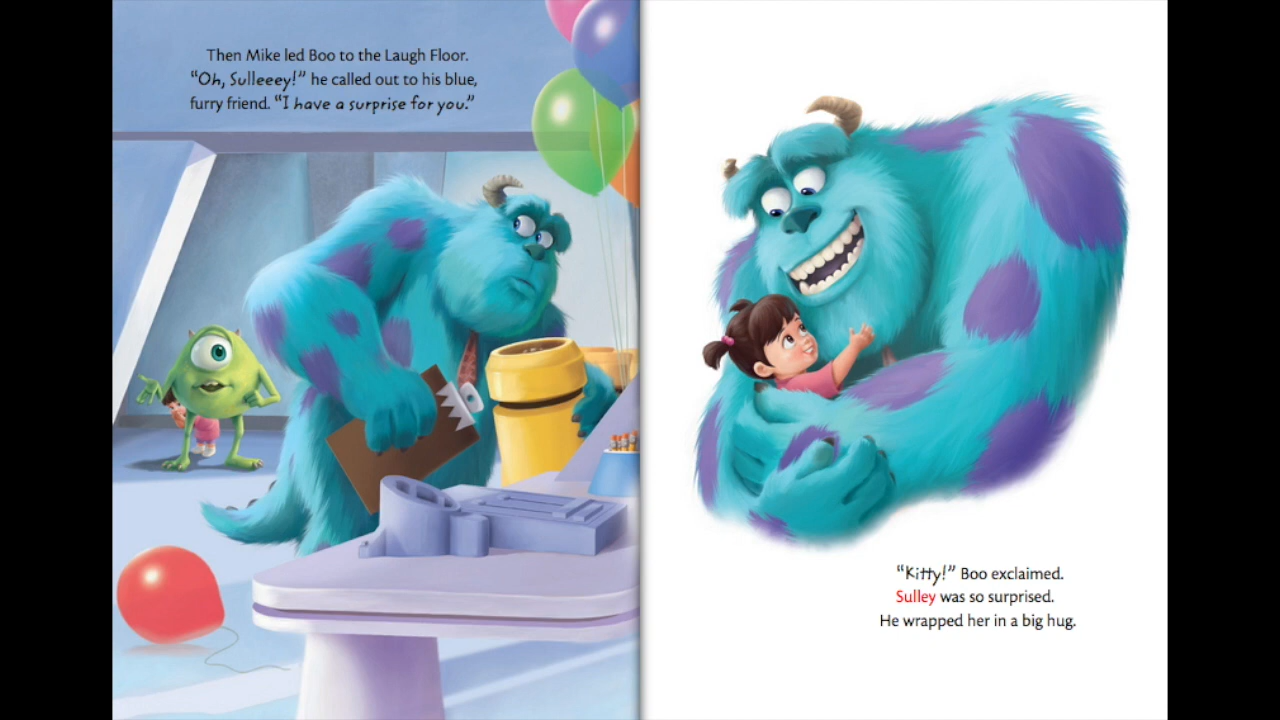 Then Mike led Boo to the Laugh Floor.
“Oh, Sulleeey!” he called out to his blue,
furry friend. “I have a surprise for you.”
“Kitty!” Boo exclaimed.
Sulley was so surprised.
He wrapped her in a big hug.